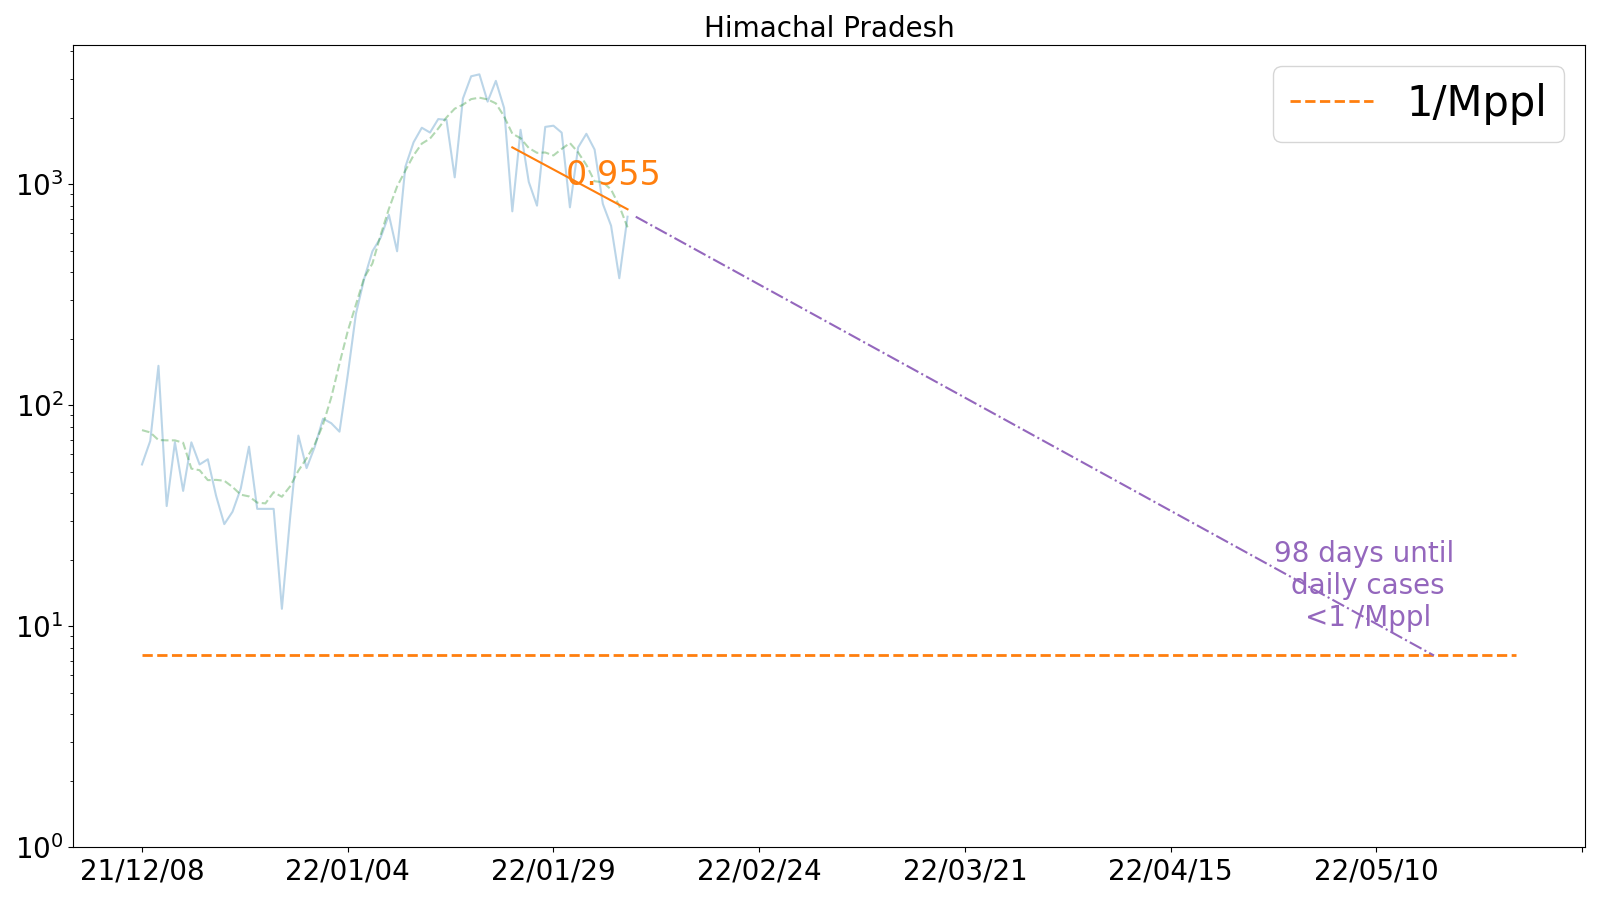 Himachal Pradesh
1/Mppl
0.955
98 days until
daily cases
<1 /Mppl
10³
10²
10¹
10⁰
21/12/08 22/01/04 22/01/29 22/02/24 22/03/21 22/04/15 22/05/10